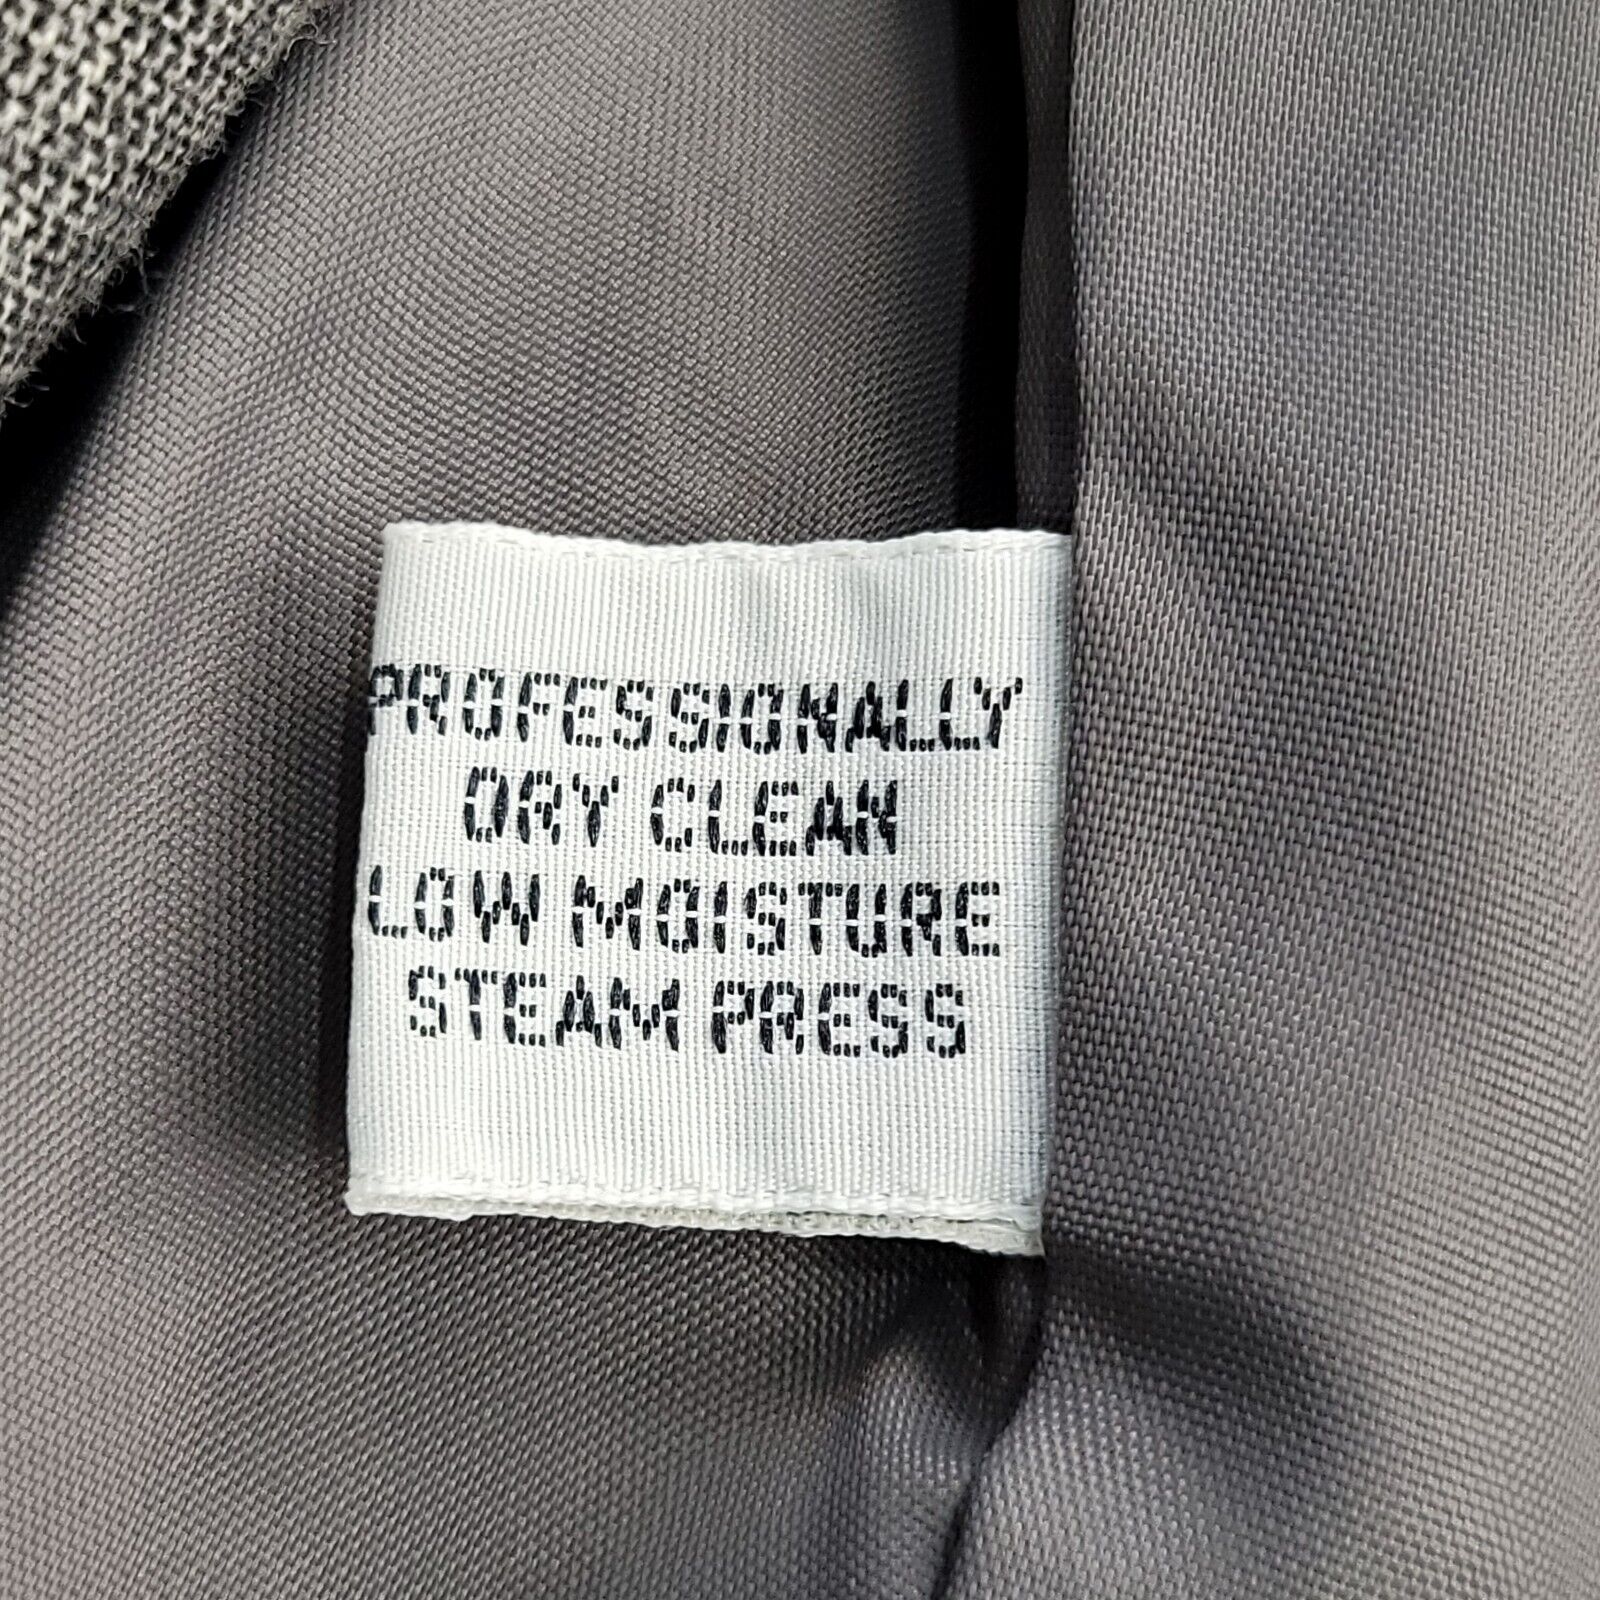 PROFESSIONALLY
DRY CLEAN
LOW MOISTURE
STEAM PRESS